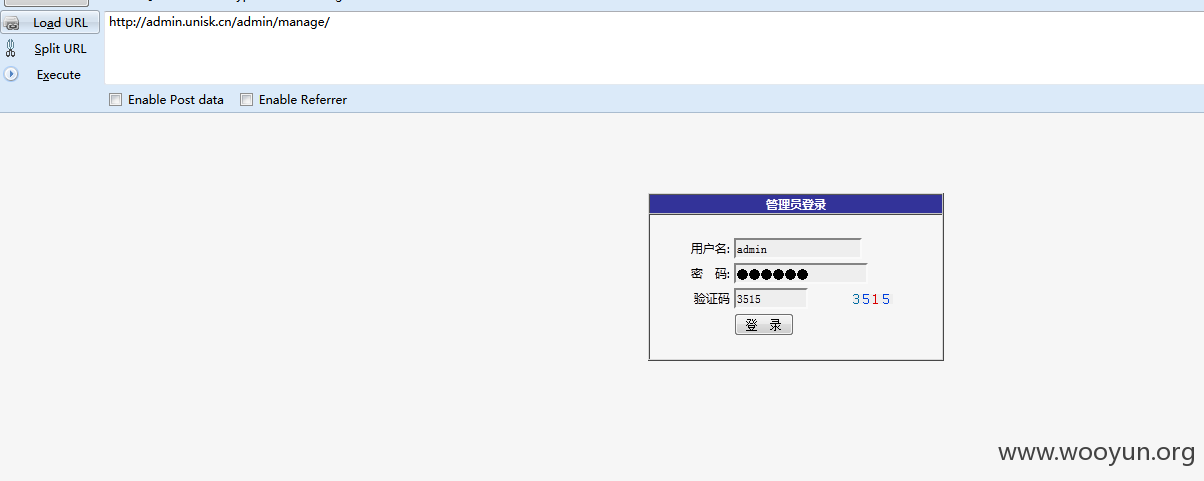 Load URL
http://admin.unisk.cn/admin/manage/
Split URL
Execute
Enable Post data Enable Referrer
管理员登录
用户名: admin
密 码: ●●●●●●
验证码 3515 3515
登 录
www.wooyun.org